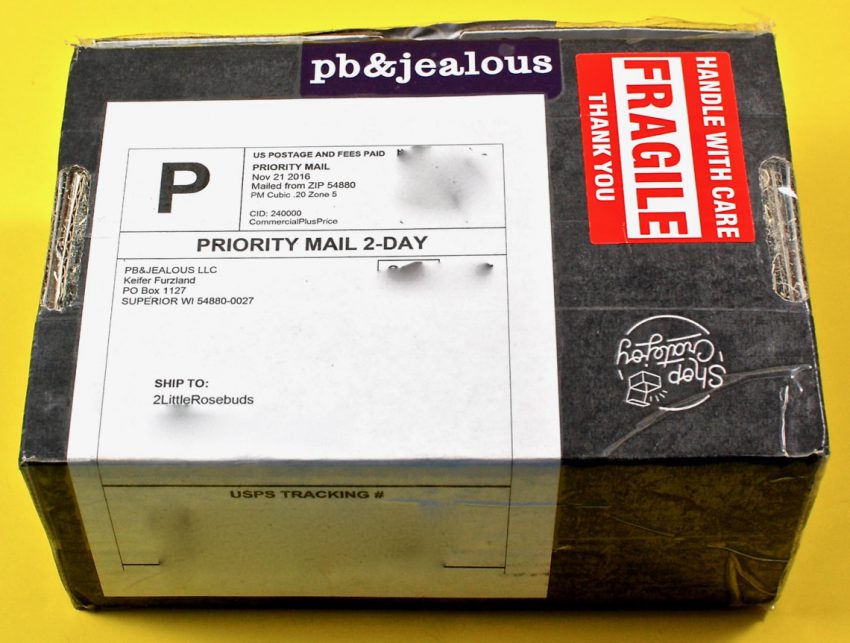 pb&jealous
HANDLE WITH CARE
FRAGILE
THANK YOU
P
US POSTAGE AND FEES PAID
PRIORITY MAIL
Nov 21 2016
Mailed from ZIP 54880
PM Cubic .20 Zone 5
CID: 240000
CommercialPlusPrice
PRIORITY MAIL 2-DAY
PB&JEALOUS LLC
Keifer Furzland
PO Box 1127
SUPERIOR WI 54880-0027
SHIP TO:
2LittleRosebuds
USPS TRACKING #
Shop
Cratejoy